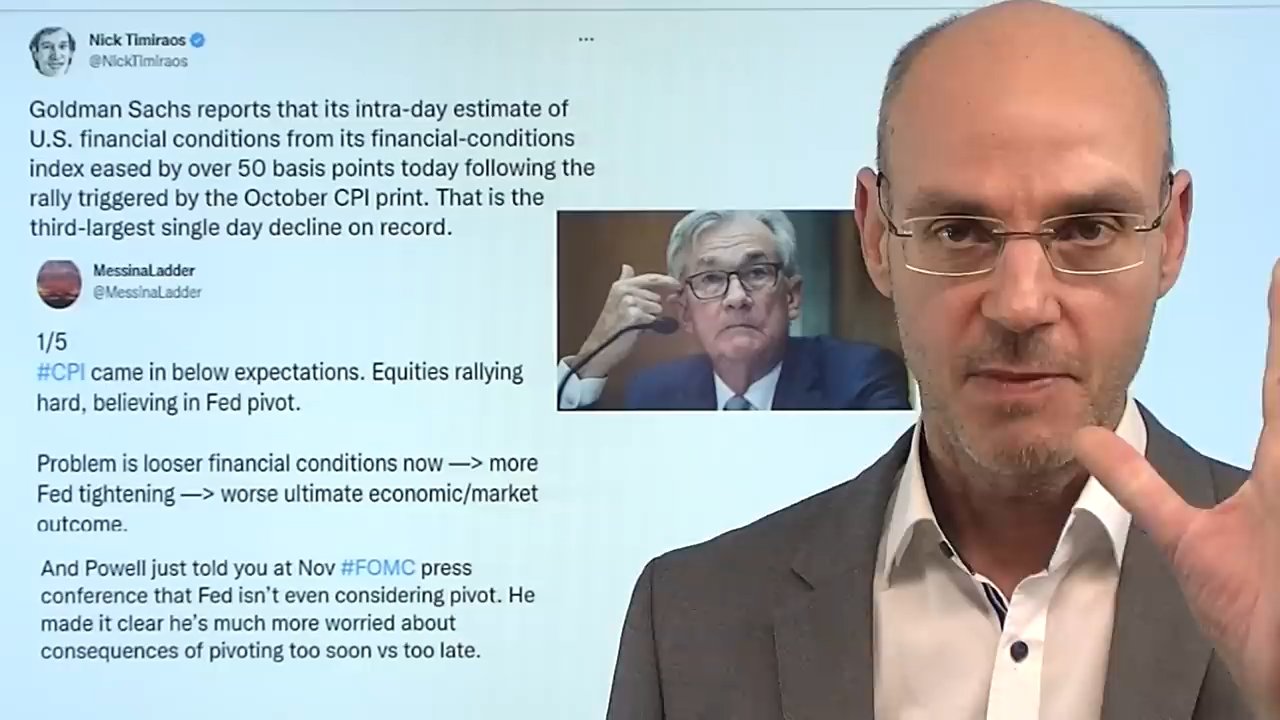 Nick Timiraos
@NickTimiraos
Goldman Sachs reports that its intra-day estimate of
U.S. financial conditions from its financial-conditions
index eased by over 50 basis points today following the
rally triggered by the October CPI print. That is the
third-largest single day decline on record.
MessinaLadder
@MessinaLadder
1/5
#CPI came in below expectations. Equities rallying
hard, believing in Fed pivot.
Problem is looser financial conditions now —> more
Fed tightening —> worse ultimate economic/market
outcome.
And Powell just told you at Nov #FOMC press
conference that Fed isn't even considering pivot. He
made it clear he's much more worried about
consequences of pivoting too soon vs too late.